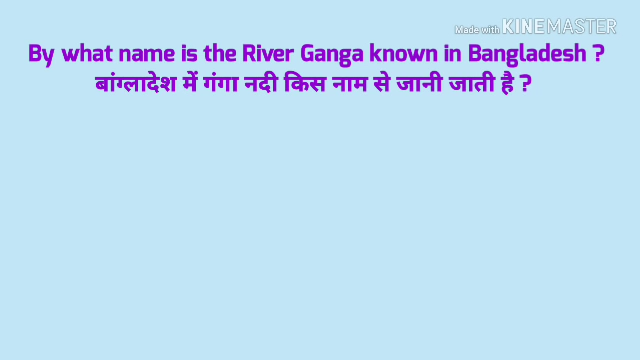 Made with KINEMASTER
By what name is the River Ganga known in Bangladesh ?
बांग्लादेश में गंगा नदी किस नाम से जानी जाती है ?